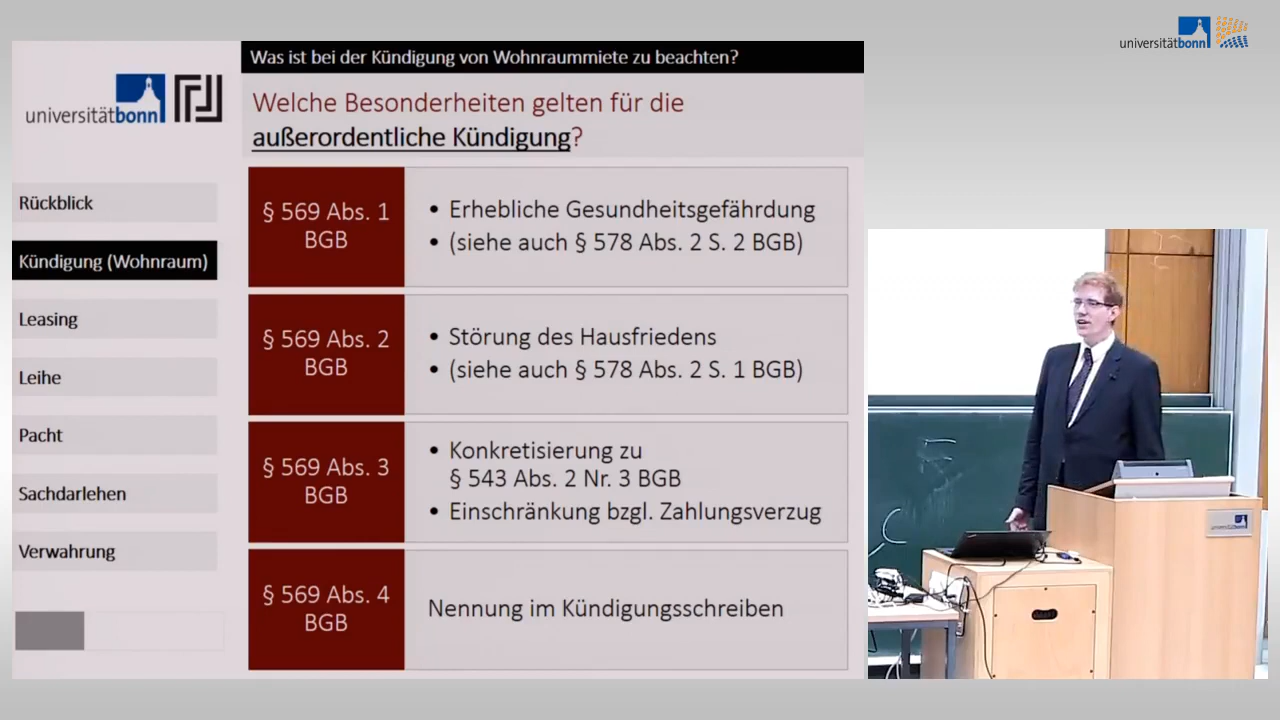 universitätbonn
Was ist bei der Kündigung von Wohnraummiete zu beachten?
universitätbonn
Welche Besonderheiten gelten für die
außerordentliche Kündigung?
Rückblick
Kündigung (Wohnraum)
Leasing
Leihe
Pacht
Sachdarlehen
Verwahrung
§ 569 Abs. 1
BGB
• Erhebliche Gesundheitsgefährdung
• (siehe auch § 578 Abs. 2 S. 2 BGB)
§ 569 Abs. 2
BGB
• Störung des Hausfriedens
• (siehe auch § 578 Abs. 2 S. 1 BGB)
§ 569 Abs. 3
BGB
• Konkretisierung zu
§ 543 Abs. 2 Nr. 3 BGB
• Einschränkung bzgl. Zahlungsverzug
§ 569 Abs. 4
BGB
Nennung im Kündigungsschreiben
universitätbonn